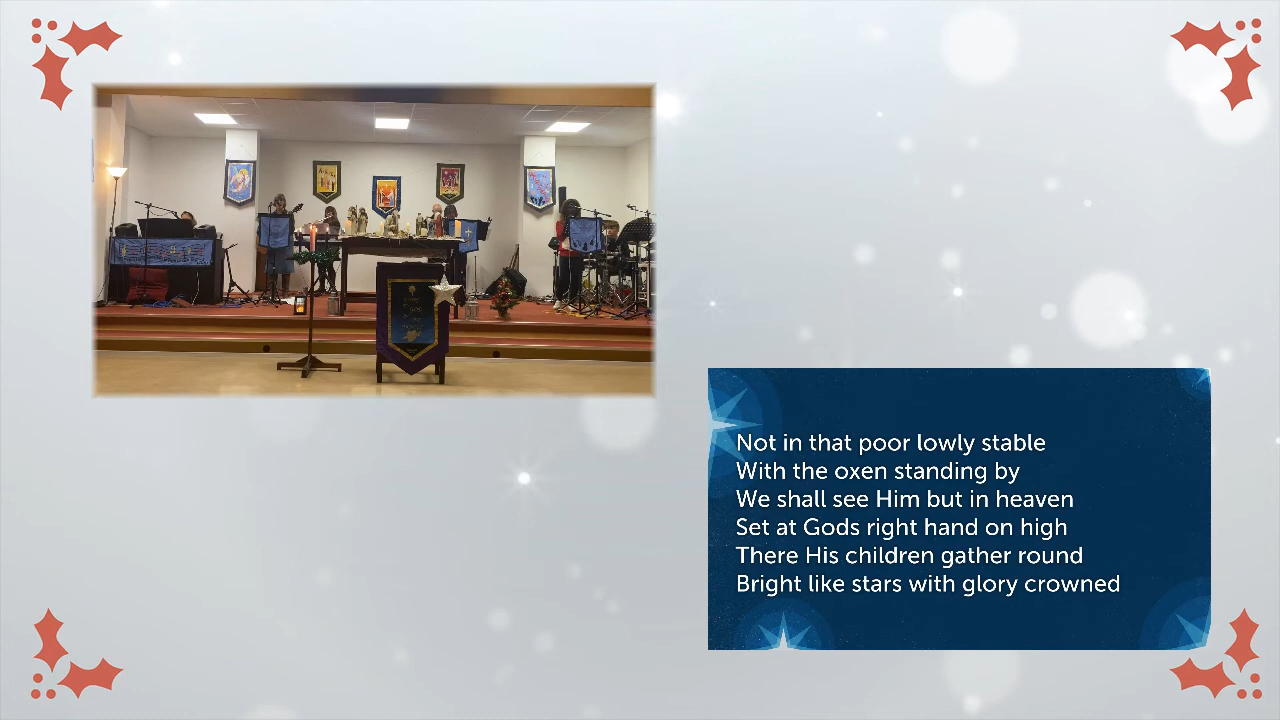 Not in that poor lowly stable
With the oxen standing by
We shall see Him but in heaven
Set at Gods right hand on high
There His children gather round
Bright like stars with glory crowned